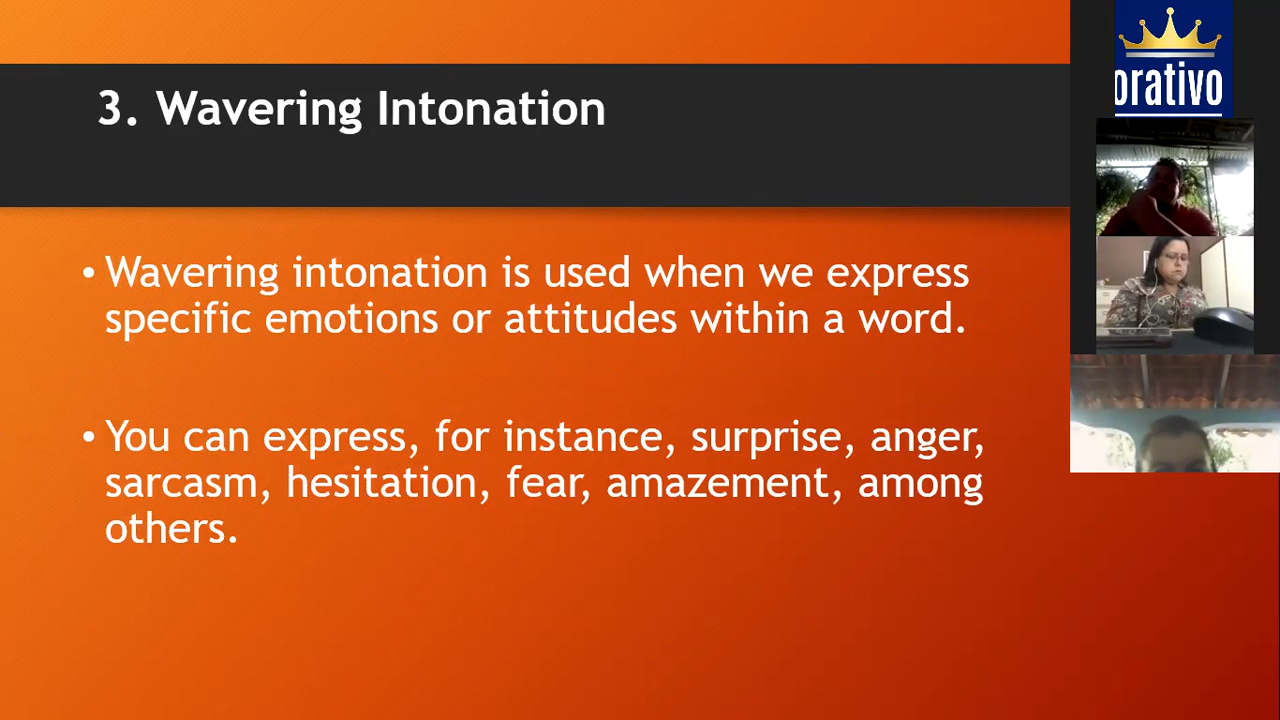 3. Wavering Intonation
• Wavering intonation is used when we express
specific emotions or attitudes within a word.
• You can express, for instance, surprise, anger,
sarcasm, hesitation, fear, amazement, among
others.
orativo